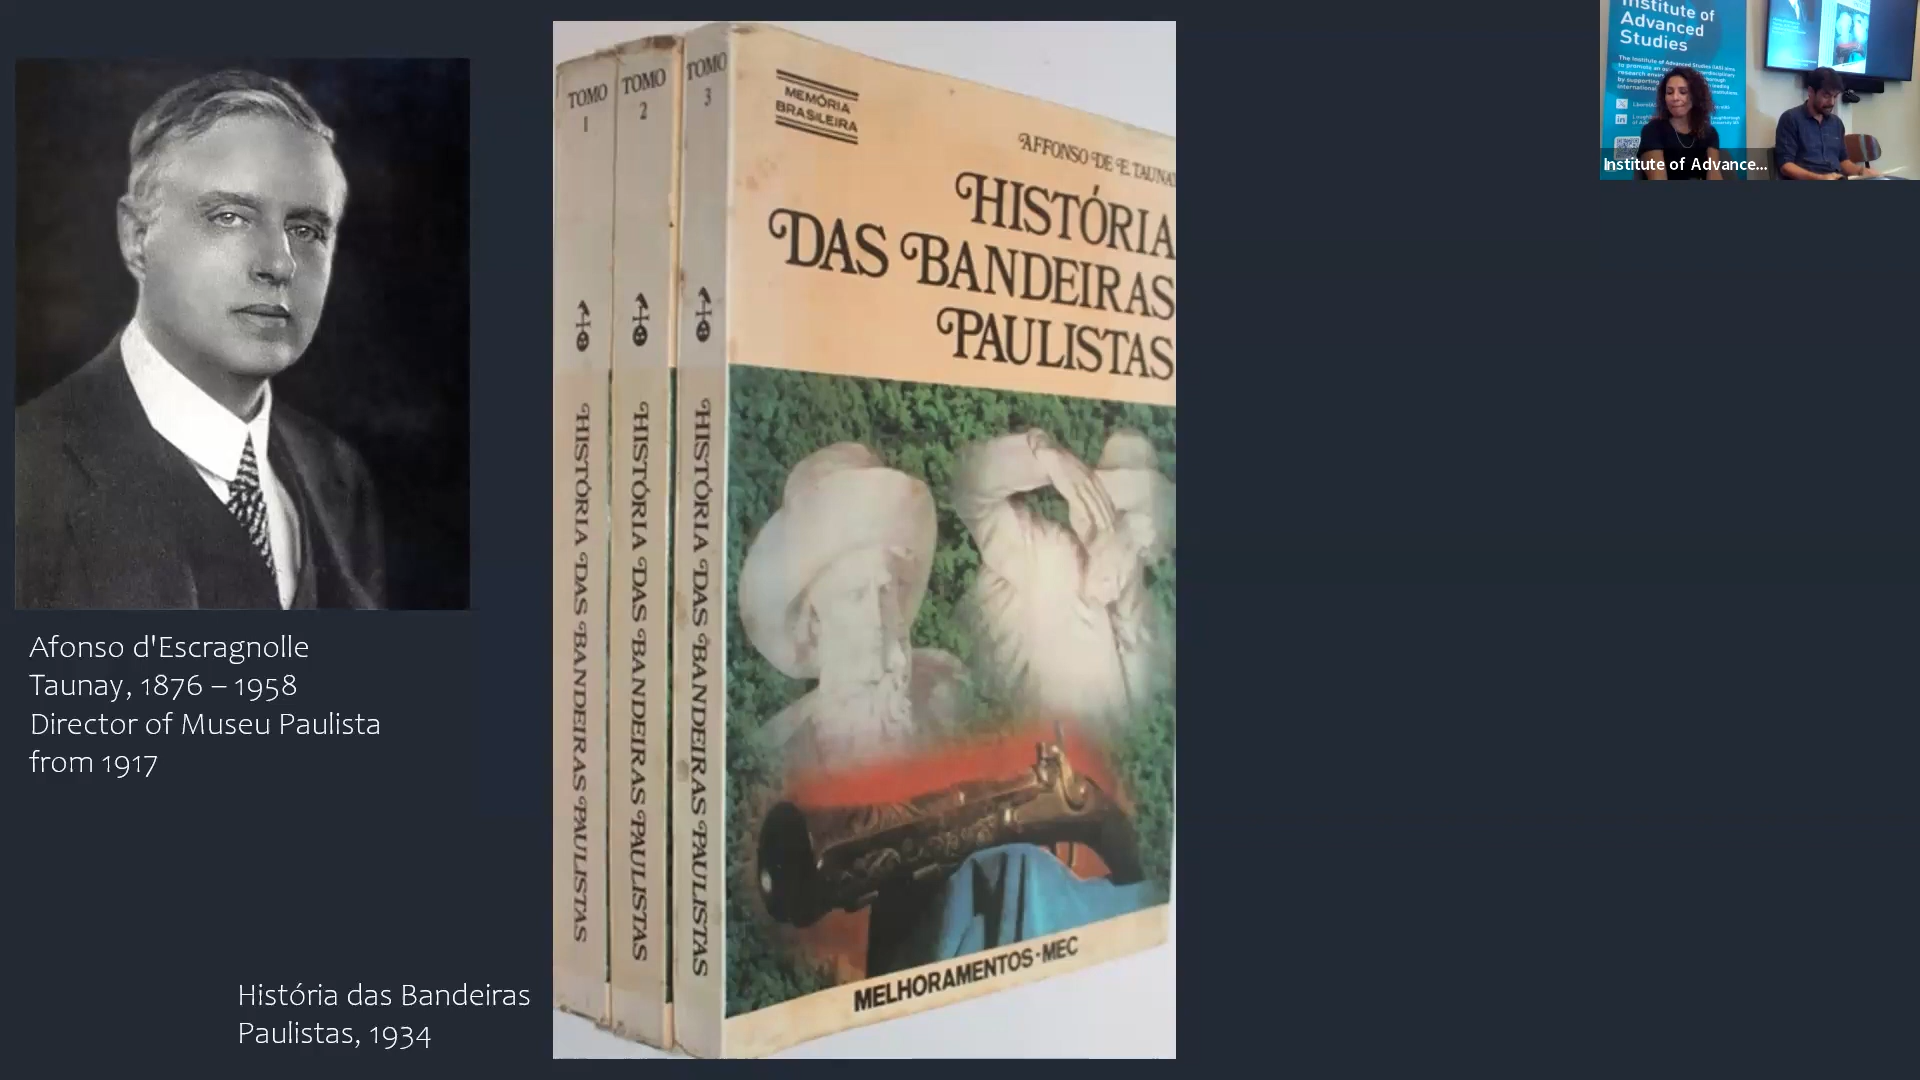 Afonso d'Escragnolle
Taunay, 1876 – 1958
Director of Museu Paulista
from 1917
História das Bandeiras
Paulistas, 1934
TOMO
1
HISTÓRIA DAS BANDEIRAS PAULISTAS
TOMO
2
HISTÓRIA DAS BANDEIRAS PAULISTAS
TOMO
3
HISTÓRIA DAS BANDEIRAS PAULISTAS
MEMÓRIA
BRASILEIRA
AFFONSO DE E. TAUNAY
HISTÓRIA
DAS BANDEIRAS
PAULISTAS
MELHORAMENTOS-MEC
Institute of
Advanced
Studies
Institute of Advance...